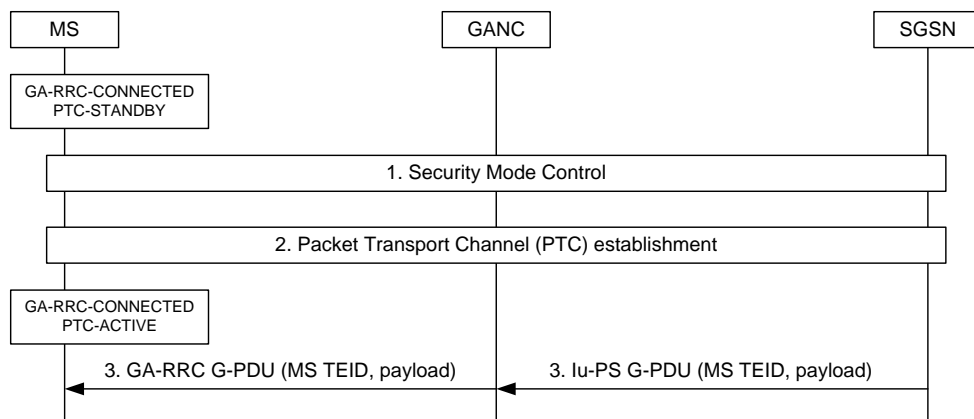 MS
GANC
SGSN
GA-RRC-CONNECTED
PTC-STANDBY
1. Security Mode Control
2. Packet Transport Channel (PTC) establishment
GA-RRC-CONNECTED
PTC-ACTIVE
3. GA-RRC G-PDU (MS TEID, payload)
3. Iu-PS G-PDU (MS TEID, payload)